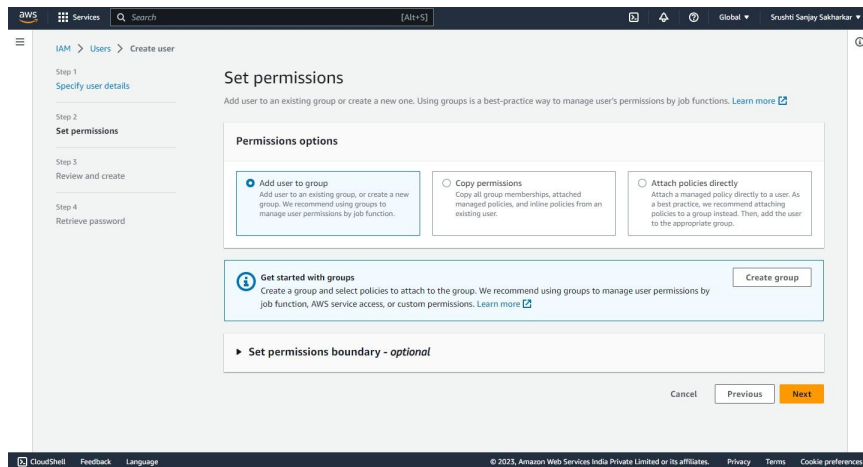 aws
Services
Search
[Alt+S]
Global
Srushti Sanjay Sakharkar
IAM > Users > Create user
Step 1
Specify user details
Step 2
Set permissions
Step 3
Review and create
Step 4
Retrieve password
Set permissions
Add user to an existing group or create a new one. Using groups is a best-practice way to manage user's permissions by job functions. Learn more
Permissions options
Add user to group
Add user to an existing group, or create a new
group. We recommend using groups to
manage user permissions by job function.
Copy permissions
Copy all group memberships, attached
managed policies, and inline policies from an
existing user.
Attach policies directly
Attach a managed policy directly to a user. As
a best practice, we recommend attaching
policies to a group instead. Then, add the user
to the appropriate group.
Get started with groups
Create a group and select policies to attach to the group. We recommend using groups to manage user permissions by
job function, AWS service access, or custom permissions. Learn more
Create group
Set permissions boundary - optional
Cancel
Previous
Next
CloudShell
Feedback
Language
© 2023, Amazon Web Services India Private Limited or its affiliates.
Privacy
Terms
Cookie preferences